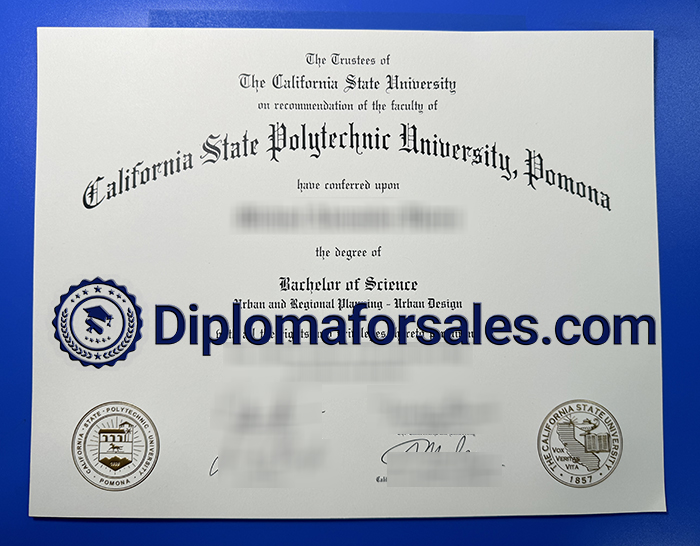 The Trustees of
The California State University
on recommendation of the faculty of
California State Polytechnic University, Pomona
have conferred upon
the degree of
Bachelor of Science
Urban and Regional Planning - Urban Design
Diplomaforsales.com
CALIFORNIA · STATE · POLYTECHNIC · UNIVERSITY · POMONA
THE CALIFORNIA STATE UNIVERSITY
VOX
VERITAS
VITA
· 1857 ·